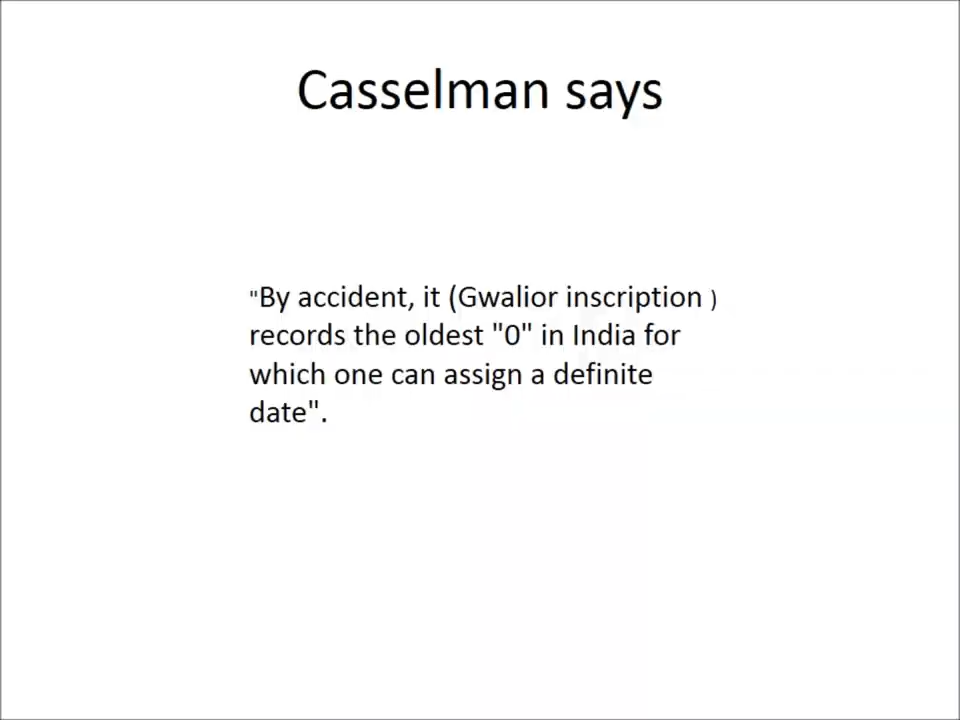 Casselman says
"By accident, it (Gwalior inscription )
records the oldest "0" in India for
which one can assign a definite
date".